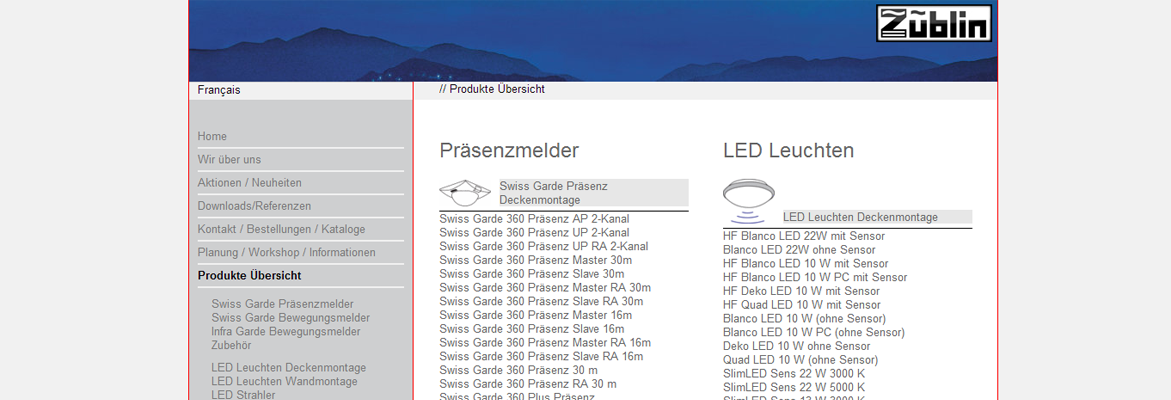 Züblin
Français
// Produkte Übersicht
Home
Wir über uns
Aktionen / Neuheiten
Downloads/Referenzen
Kontakt / Bestellungen / Kataloge
Planung / Workshop / Informationen
Produkte Übersicht
Swiss Garde Präsenzmelder
Swiss Garde Bewegungsmelder
Infra Garde Bewegungsmelder
Zubehör
LED Leuchten Deckenmontage
LED Leuchten Wandmontage
LED Strahler
Präsenzmelder
Swiss Garde Präsenz
Deckenmontage
Swiss Garde 360 Präsenz AP 2-Kanal
Swiss Garde 360 Präsenz UP 2-Kanal
Swiss Garde 360 Präsenz UP RA 2-Kanal
Swiss Garde 360 Präsenz Master 30m
Swiss Garde 360 Präsenz Slave 30m
Swiss Garde 360 Präsenz Master RA 30m
Swiss Garde 360 Präsenz Slave RA 30m
Swiss Garde 360 Präsenz Master 16m
Swiss Garde 360 Präsenz Slave 16m
Swiss Garde 360 Präsenz Master RA 16m
Swiss Garde 360 Präsenz Slave RA 16m
Swiss Garde 360 Präsenz 30 m
Swiss Garde 360 Präsenz RA 30 m
Swiss Garde 360 Plus Präsenz
LED Leuchten
LED Leuchten Deckenmontage
HF Blanco LED 22W mit Sensor
Blanco LED 22W ohne Sensor
HF Blanco LED 10 W mit Sensor
HF Blanco LED 10 W PC mit Sensor
HF Deko LED 10 W mit Sensor
HF Quad LED 10 W mit Sensor
Blanco LED 10 W (ohne Sensor)
Blanco LED 10 W PC (ohne Sensor)
Deko LED 10 W ohne Sensor
Quad LED 10 W (ohne Sensor)
SlimLED Sens 22 W 3000 K
SlimLED Sens 22 W 5000 K
SlimLED Sens 13 W 3000 K